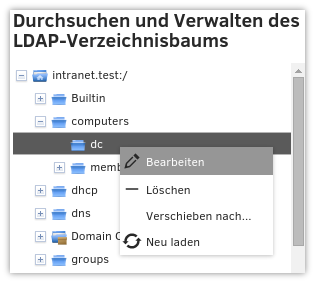 Durchsuchen und Verwalten des
LDAP-Verzeichnisbaums
intranet.test:/
Builtin
computers
dc
Bearbeiten
Löschen
dhcp
Verschieben nach...
dns
Neu laden
Domain
groups